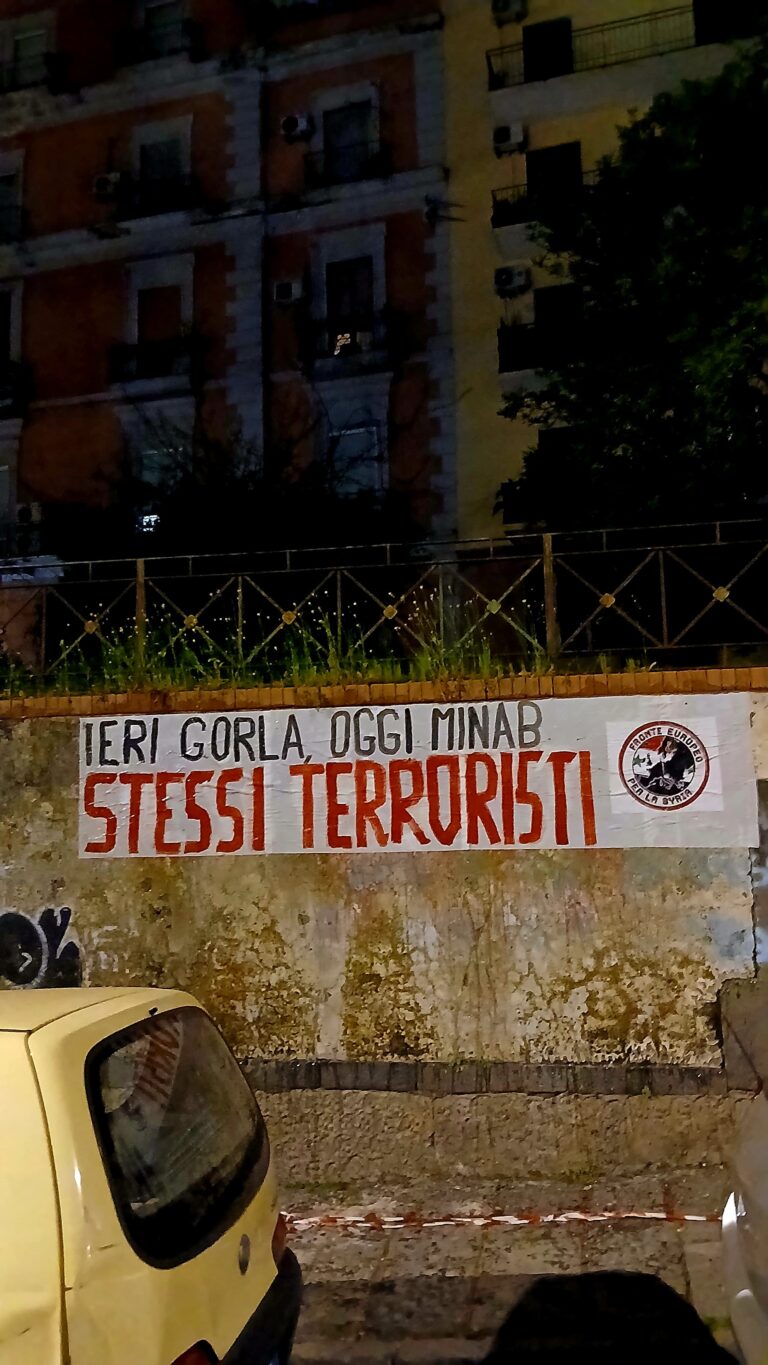 IERI GORLA, OGGI MINAB
STESSI TERRORISTI
FRONTE EUROPEO
PER LA SYRIA